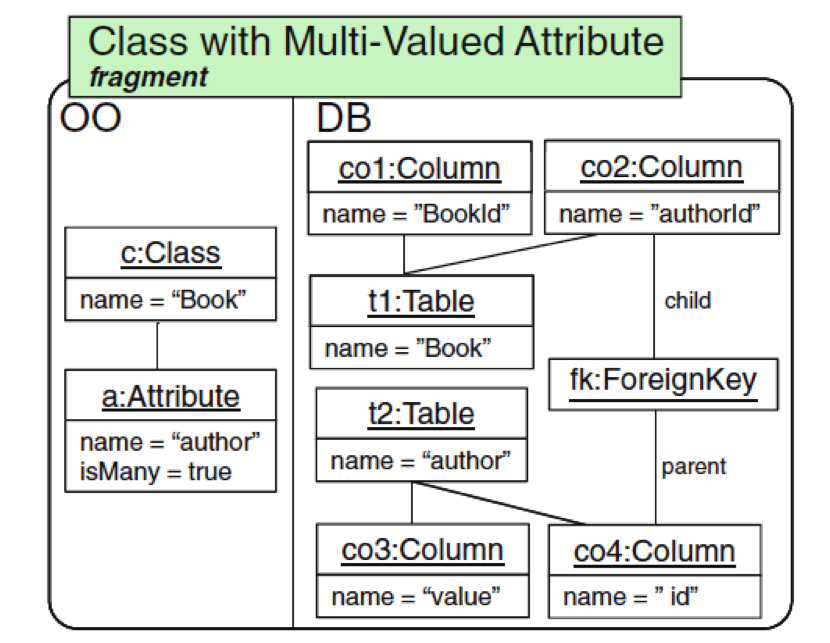 Class with Multi-Valued Attribute
fragment
OO
DB
co1:Column
name = ”BookId”
co2:Column
name = ”authorId”
c:Class
name = “Book”
t1:Table
name = ”Book”
child
a:Attribute
name = “author”
isMany = true
fk:ForeignKey
t2:Table
name = “author”
parent
co3:Column
name = “value”
co4:Column
name = ” id”